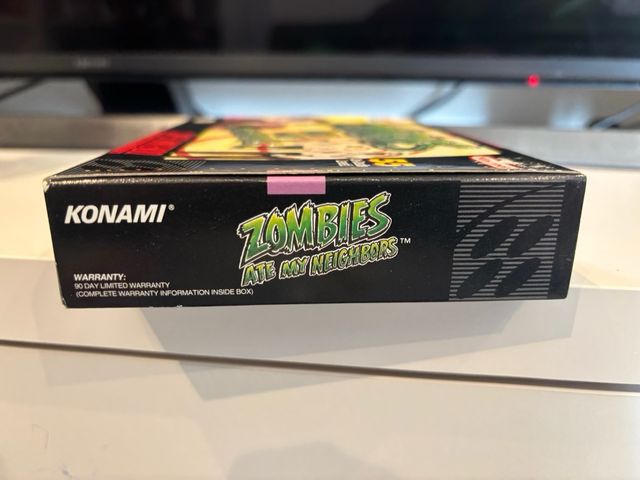 KONAMI®
ZOMBIES
ATE MY NEIGHBORS™
WARRANTY:
90 DAY LIMITED WARRANTY
(COMPLETE WARRANTY INFORMATION INSIDE BOX)